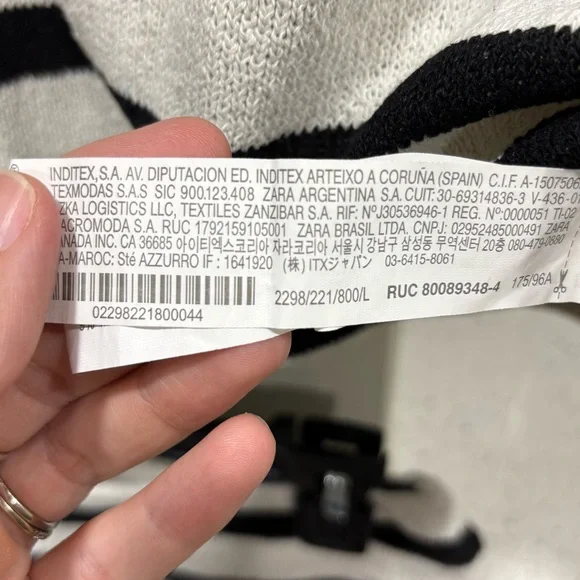 INDITEX, S.A. AV. DIPUTACION ED. INDITEX ARTEIXO A CORUÑA (SPAIN) C.I.F. A-1507506
TEXMODAS S.A.S SIC 900.123.408 ZARA ARGENTINA S.A. CUIT: 30-69314836-3 V-436-01
ZKA LOGISTICS LLC, TEXTILES ZANZIBAR S.A. RIF: NºJ30536946-1 REG. Nº0000051 TI-02
ACROMODA S.A. RUC 1792159105001 ZARA BRASIL LTDA. CNPJ: 02952485000491 ZARA
ANADA INC. CA 36685 아이티엑스코리아 자라코리아 서울시 강남구 삼성동 무역센터 20층 080-479-0880
A-MAROC: Sté AZZURRO IF : 1641920 (株) ITXジャパン 03-6415-8061
02298221800044
2298/221/800/L RUC 80089348-4 175/96A